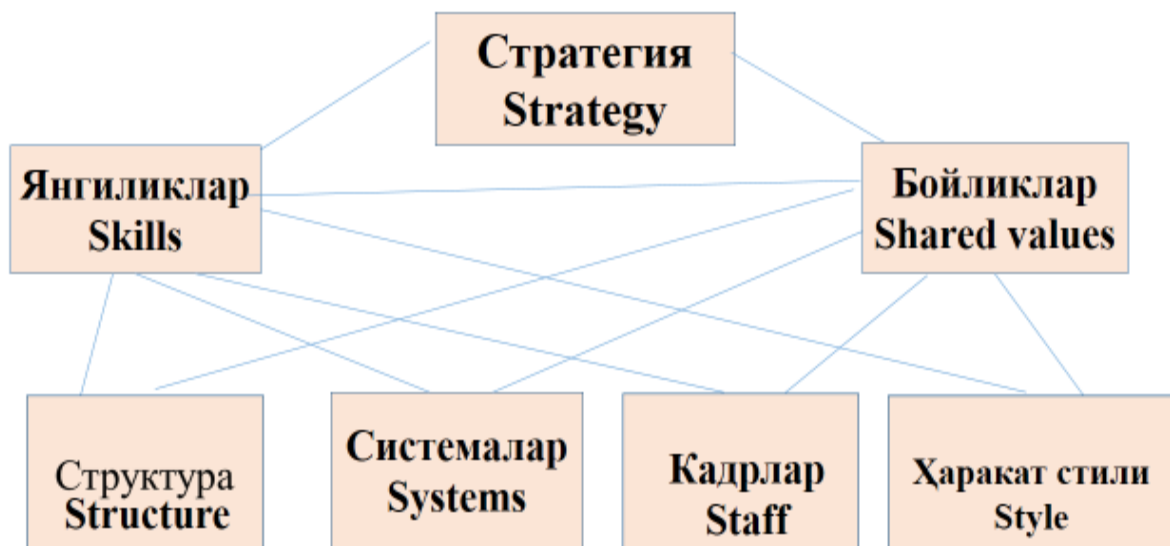 Стратегия
Strategy
Янгиликлар
Skills
Бойликлар
Shared values
Структура
Structure
Системалар
Systems
Кадрлар
Staff
Ҳаракат стили
Style